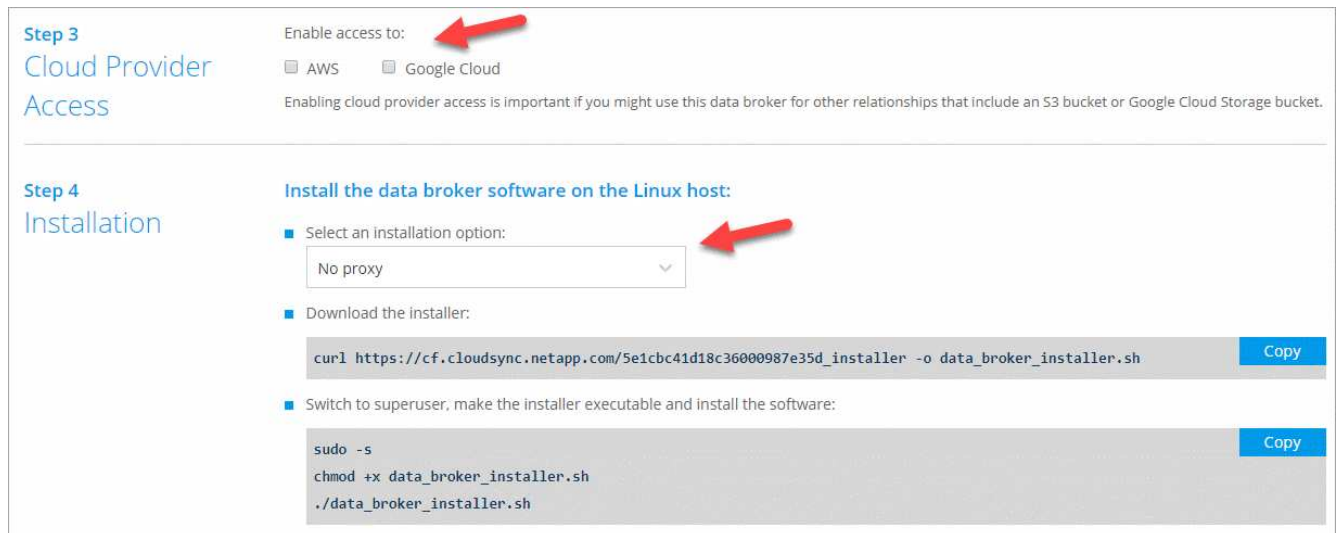 Step 3
Cloud Provider
Access
Enable access to:
AWS
Google Cloud
Enabling cloud provider access is important if you might use this data broker for other relationships that include an S3 bucket or Google Cloud Storage bucket.
Step 4
Installation
Install the data broker software on the Linux host:
Select an installation option:
No proxy
Download the installer:
curl https://cf.cloudsync.netapp.com/5e1cbc41d18c36000987e35d_installer -o data_broker_installer.sh
Copy
Switch to superuser, make the installer executable and install the software:
Copy
sudo -s
chmod +x data_broker_installer.sh
./data_broker_installer.sh